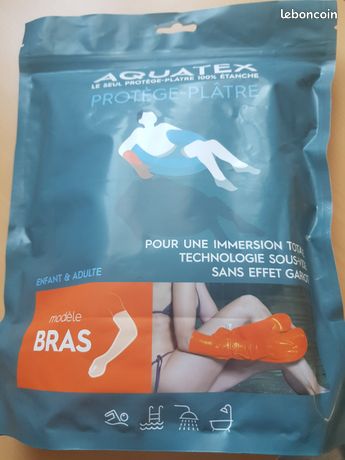 leboncoin
AQUATEX
LE SEUL PROTÈGE-PLÂTRE 100% ÉTANCHE
PROTÈGE-PLÂTRE
POUR UNE IMMERSION TOTA
TECHNOLOGIE SOUS-VI
SANS EFFET GARRO
ENFANT & ADULTE
modèle
BRAS